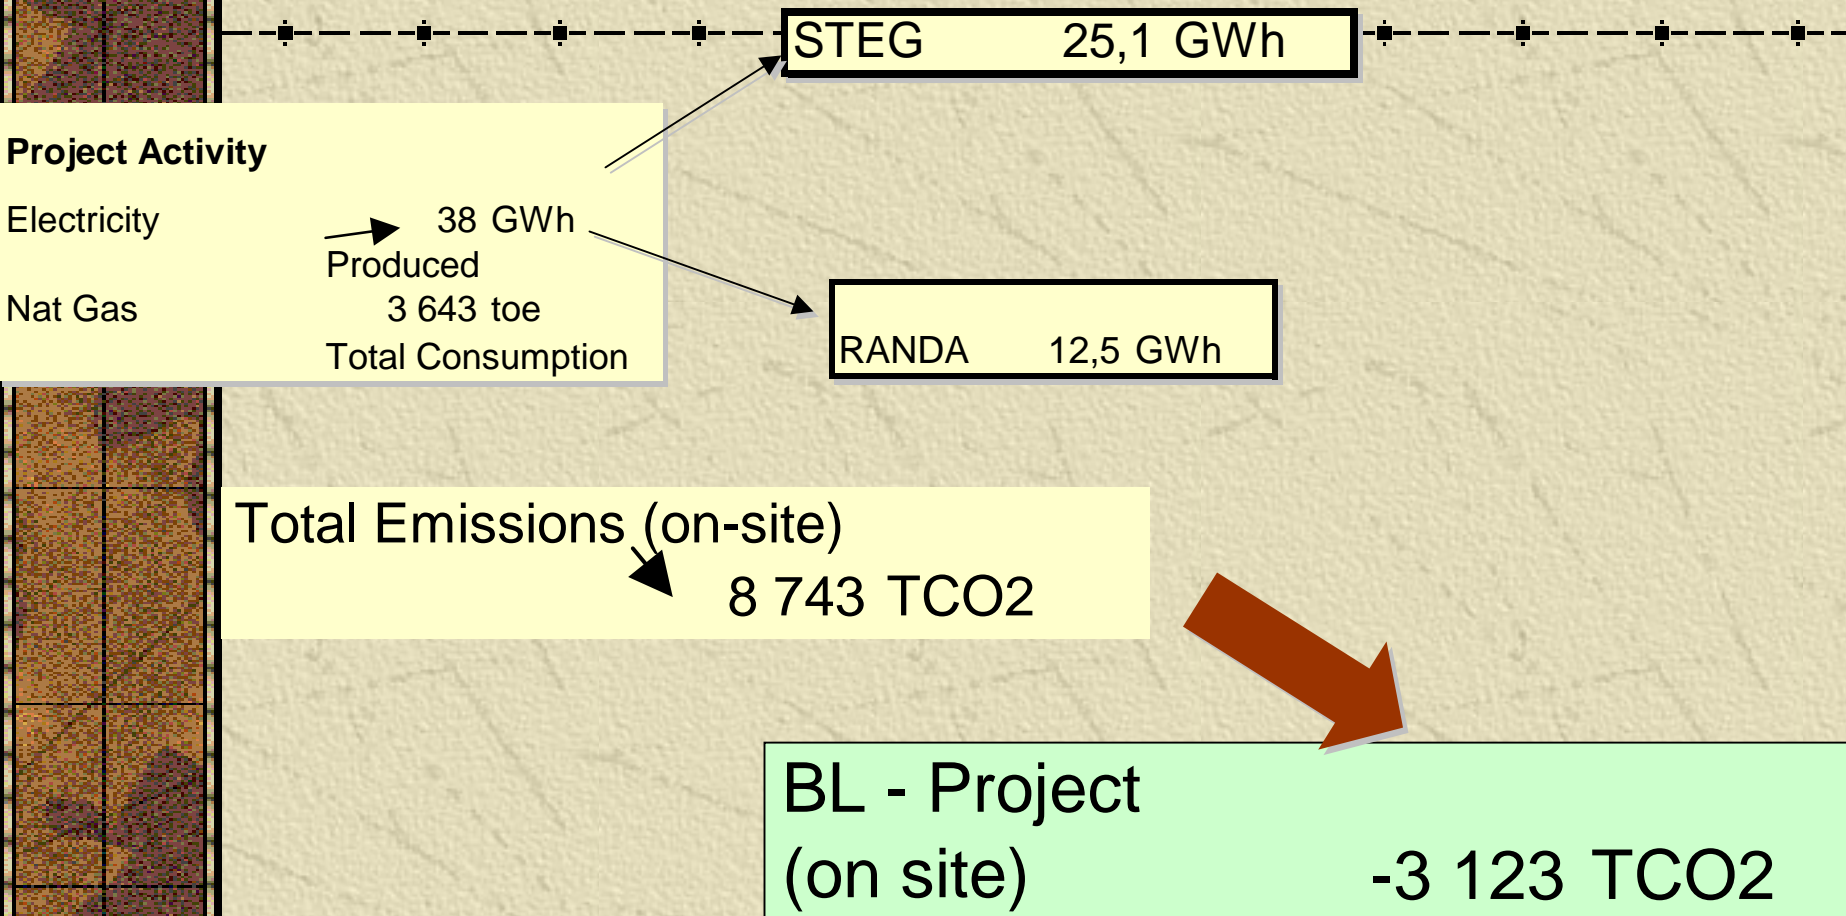 STEG 25,1 GWh
Project Activity
Electricity 38 GWh
Produced
Nat Gas 3 643 toe
Total Consumption
RANDA 12,5 GWh
Total Emissions (on-site)
8 743 TCO2
BL - Project
(on site) -3 123 TCO2